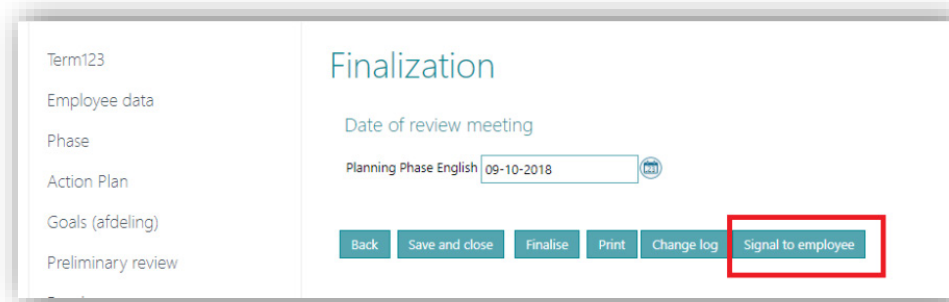 Term123
Employee data
Phase
Action Plan
Goals (afdeling)
Preliminary review
Finalization
Date of review meeting
Planning Phase English 09-10-2018
Back Save and close Finalise Print Change log Signal to employee